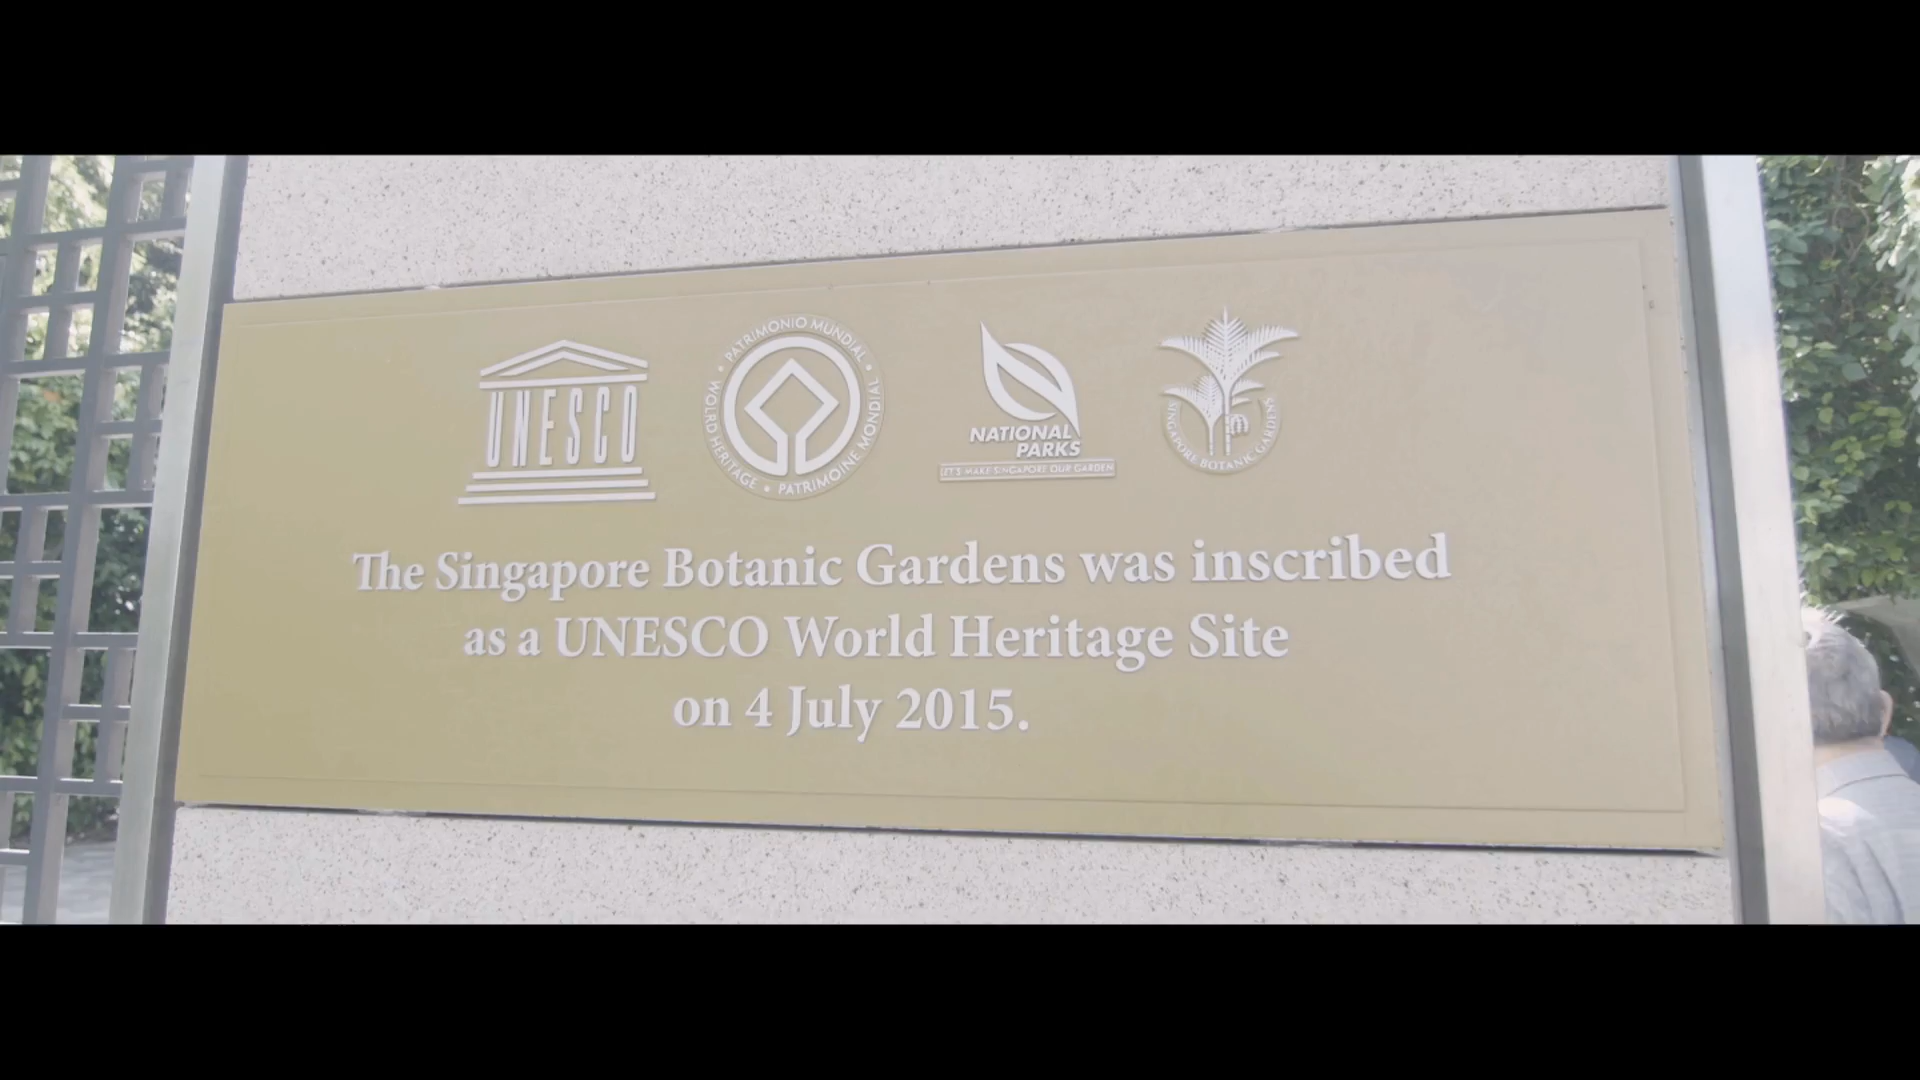 UNESCO
PATRIMONIO MUNDIAL • WOLRD HERITAGE • PATRIMOINE MONDIAL •
NATIONAL
PARKS
LET'S MAKE SINGAPORE OUR GARDEN
SINGAPORE BOTANIC GARDENS
The Singapore Botanic Gardens was inscribed
as a UNESCO World Heritage Site
on 4 July 2015.